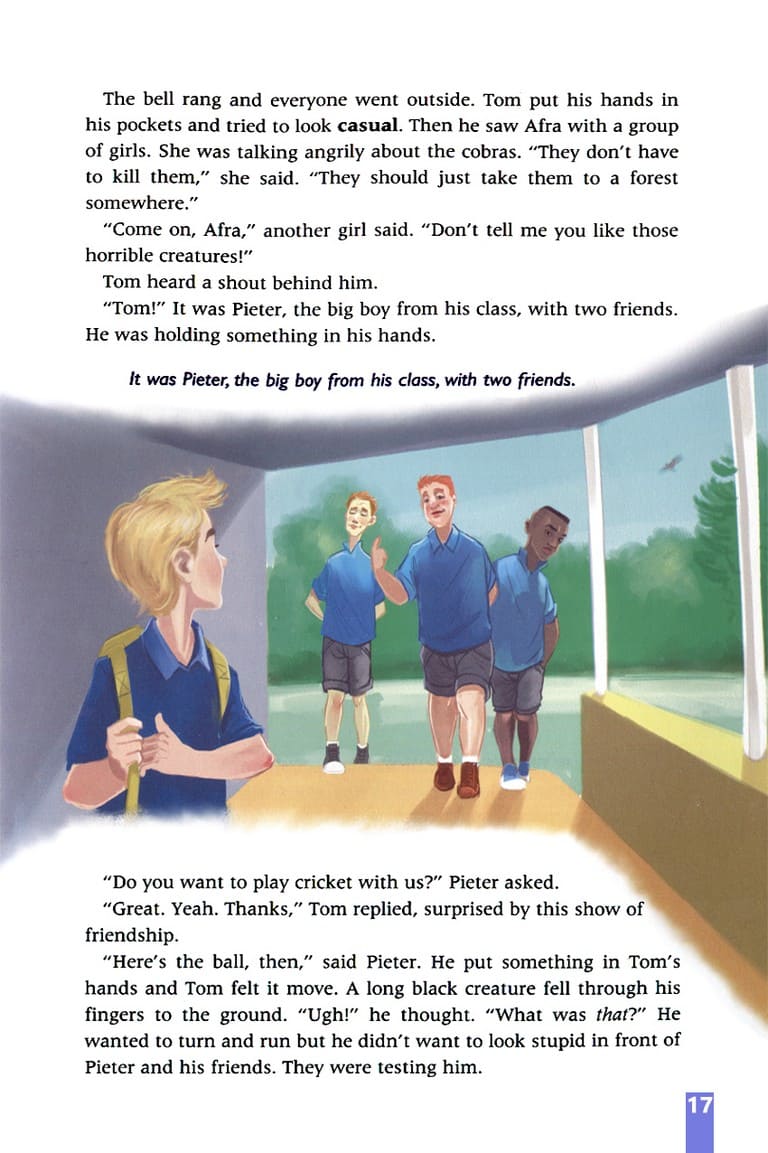 The bell rang and everyone went outside. Tom put his hands in
his pockets and tried to look casual. Then he saw Afra with a group
of girls. She was talking angrily about the cobras. “They don’t have
to kill them,” she said. “They should just take them to a forest
somewhere.”
“Come on, Afra,” another girl said. “Don’t tell me you like those
horrible creatures!”
Tom heard a shout behind him.
“Tom!” It was Pieter, the big boy from his class, with two friends.
He was holding something in his hands.
It was Pieter, the big boy from his class, with two friends.
“Do you want to play cricket with us?” Pieter asked.
“Great. Yeah. Thanks,” Tom replied, surprised by this show of
friendship.
“Here’s the ball, then,” said Pieter. He put something in Tom’s
hands and Tom felt it move. A long black creature fell through his
fingers to the ground. “Ugh!” he thought. “What was that?” He
wanted to turn and run but he didn’t want to look stupid in front of
Pieter and his friends. They were testing him.
17